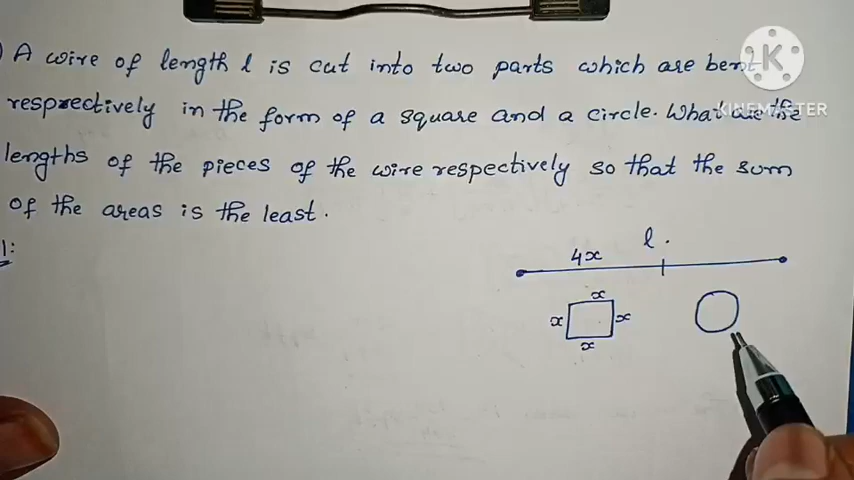 ) A wire of length l is cut into two parts which are bent
respectively in the form of a square and a circle. What are the
lengths of the pieces of the wire respectively so that the sum
of the areas is the least.
l:
l .
4x
x
x
x
x
K
KINEMASTER